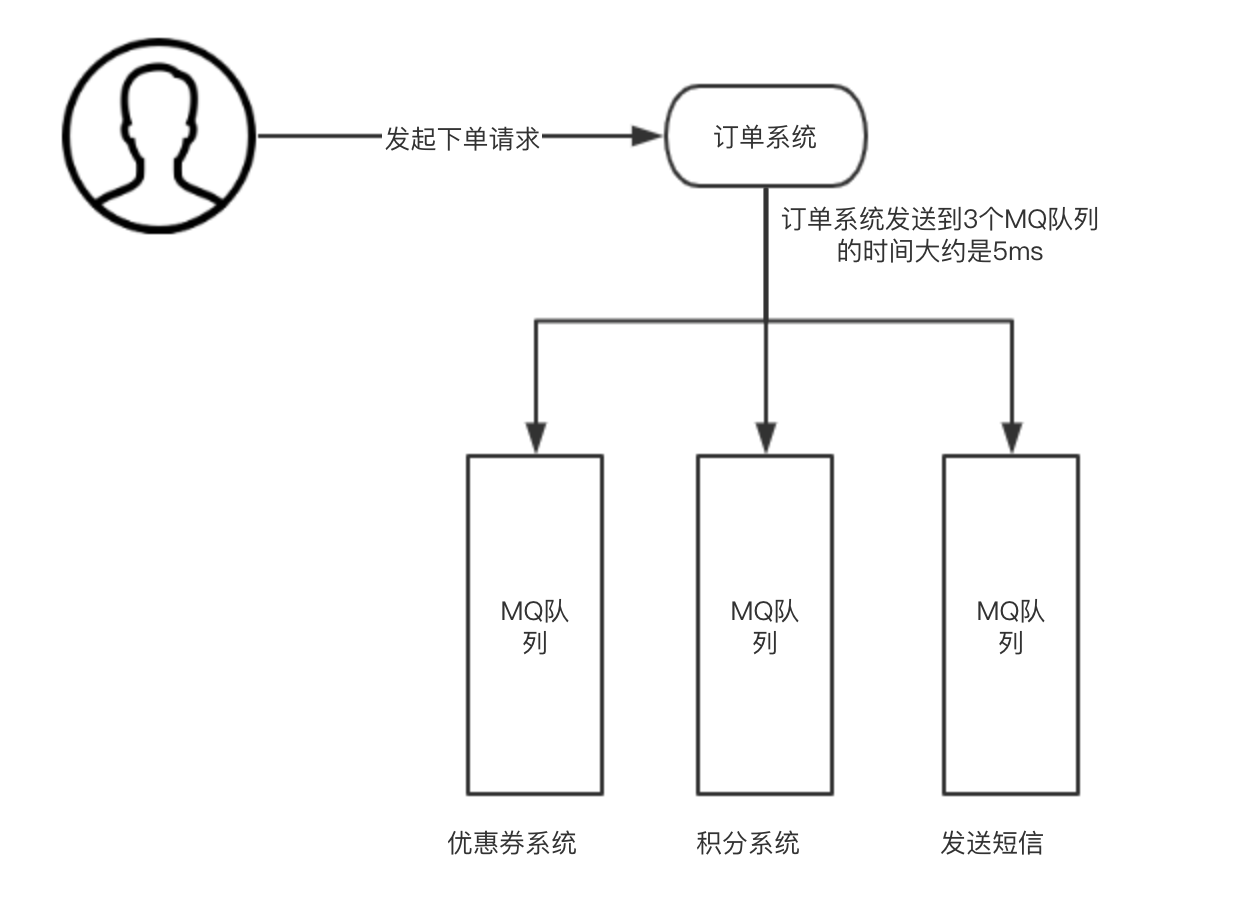 发起下单请求
订单系统
订单系统发送到3个MQ队列
的时间大约是5ms
MQ队
列
MQ队
列
MQ队
列
优惠券系统
积分系统
发送短信